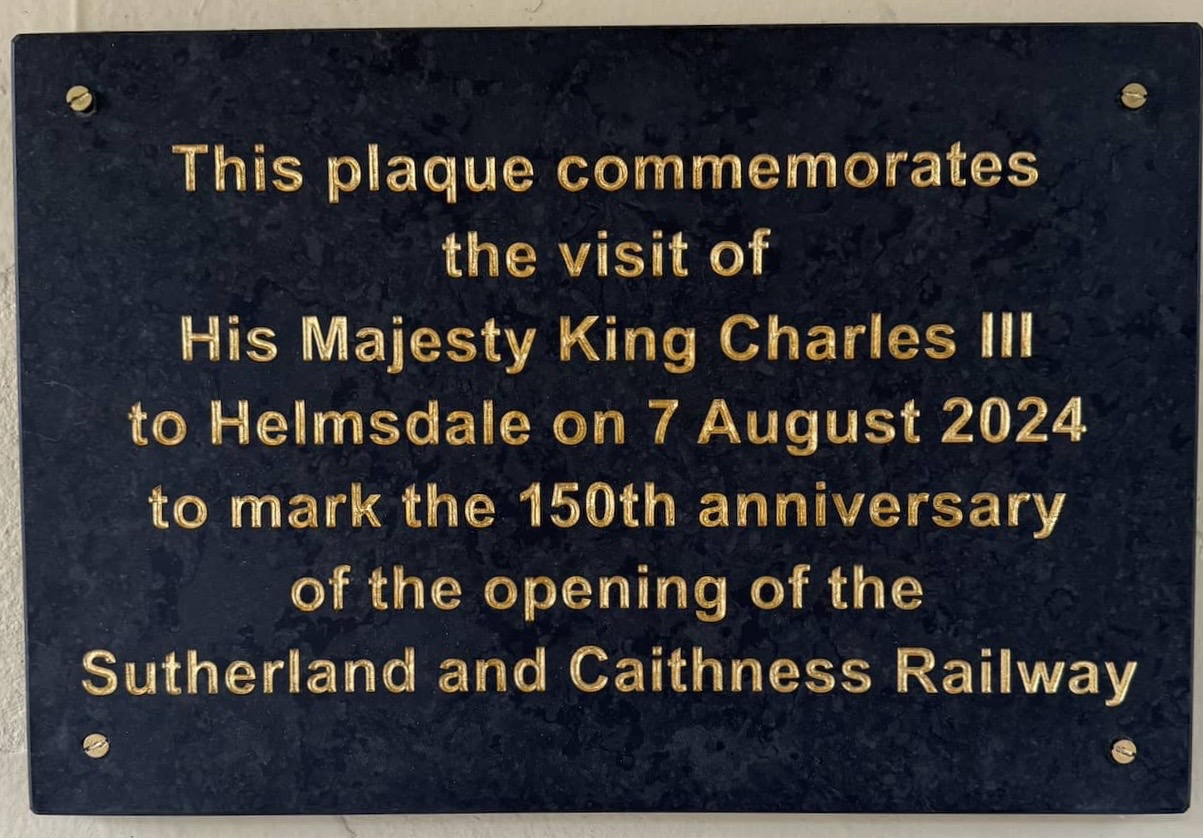 This plaque commemorates
the visit of
His Majesty King Charles III
to Helmsdale on 7 August 2024
to mark the 150th anniversary
of the opening of the
Sutherland and Caithness Railway